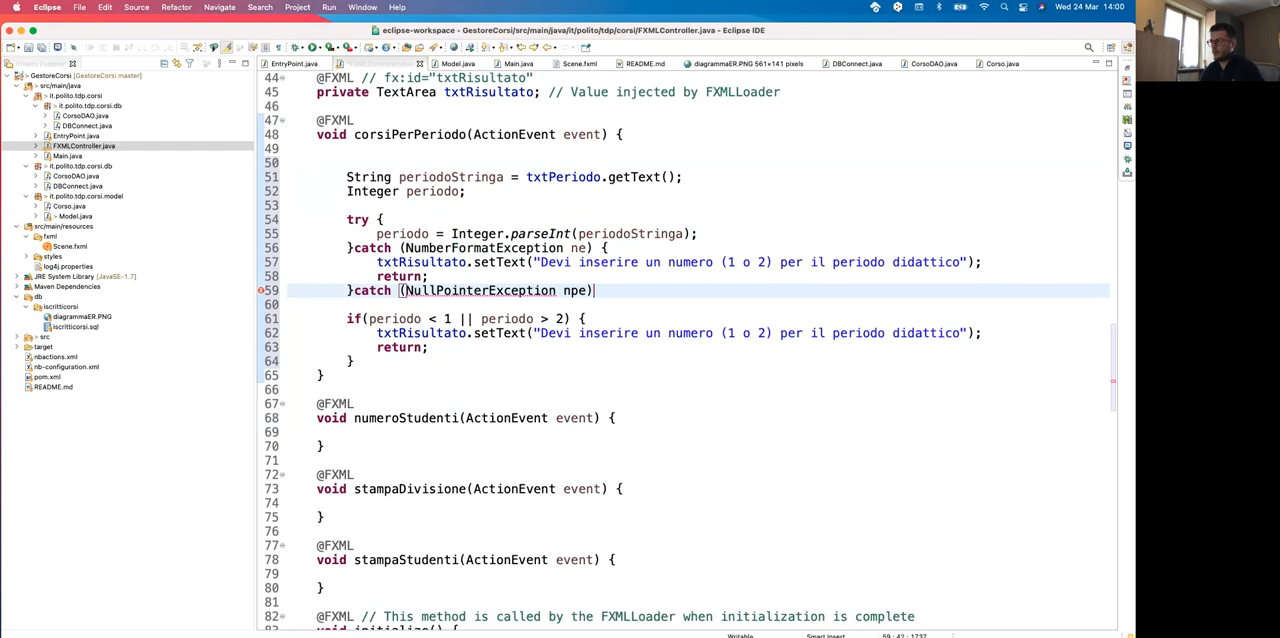 Eclipse File Edit Source Refactor Navigate Search Project Run Window Help Wed 24 Mar 14:00
eclipse-workspace - GestoreCorsi/src/main/java/it/polito/tdp/corsi/FXMLController.java - Eclipse IDE
EntryPoint.java Model.java Main.java Scene.fxml README.md diagrammaER.PNG 561×141 pixels DBConnect.java CorsoDAO.java Corso.java
GestoreCorsi [GestoreCorsi master]
src/main/java
it.polito.tdp.corsi
it.polito.tdp.corsi.db
CorsoDAO.java
DBConnect.java
EntryPoint.java
FXMLController.java
Main.java
it.polito.tdp.corsi.db
CorsoDAO.java
DBConnect.java
it.polito.tdp.corsi.model
Corso.java
> Model.java
src/main/resources
fxml
Scene.fxml
styles
log4j.properties
JRE System Library [JavaSE-1.7]
Maven Dependencies
db
iscritticorsi
diagrammaER.PNG
iscritticorsi.sql
> src
target
nbactions.xml
nb-configuration.xml
pom.xml
README.md
44 @FXML // fx:id="txtRisultato"
45 private TextArea txtRisultato; // Value injected by FXMLLoader
46
47 @FXML
48 void corsiPerPeriodo(ActionEvent event) {
49
50
51 String periodoStringa = txtPeriodo.getText();
52 Integer periodo;
53
54 try {
55 periodo = Integer.parseInt(periodoStringa);
56 }catch (NumberFormatException ne) {
57 txtRisultato.setText("Devi inserire un numero (1 o 2) per il periodo didattico");
58 return;
59 }catch (NullPointerException npe)
60
61 if(periodo < 1 || periodo > 2) {
62 txtRisultato.setText("Devi inserire un numero (1 o 2) per il periodo didattico");
63 return;
64 }
65 }
66
67 @FXML
68 void numeroStudenti(ActionEvent event) {
69
70 }
71
72 @FXML
73 void stampaDivisione(ActionEvent event) {
74
75 }
76
77 @FXML
78 void stampaStudenti(ActionEvent event) {
79
80 }
81
82 @FXML // This method is called by the FXMLLoader when initialization is complete
void initialize() {
Writable Smart Insert 59 : 42 : 1737